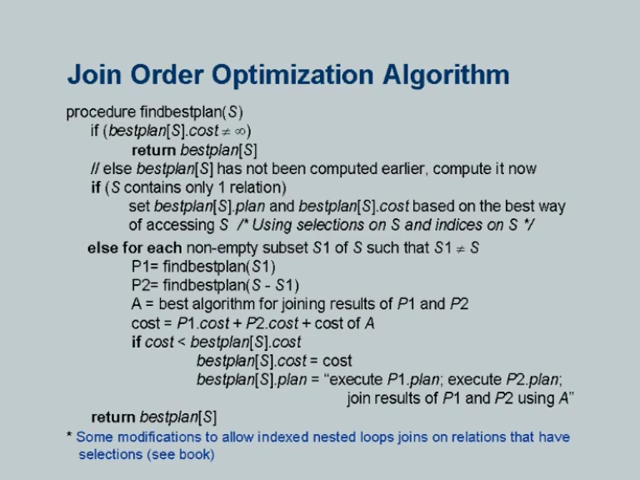 Join Order Optimization Algorithm
procedure findbestplan(S)
if (bestplan[S].cost ≠ ∞)
return bestplan[S]
// else bestplan[S] has not been computed earlier, compute it now
if (S contains only 1 relation)
set bestplan[S].plan and bestplan[S].cost based on the best way
of accessing S /* Using selections on S and indices on S */
else for each non-empty subset S1 of S such that S1 ≠ S
P1= findbestplan(S1)
P2= findbestplan(S - S1)
A = best algorithm for joining results of P1 and P2
cost = P1.cost + P2.cost + cost of A
if cost < bestplan[S].cost
bestplan[S].cost = cost
bestplan[S].plan = “execute P1.plan; execute P2.plan;
join results of P1 and P2 using A”
return bestplan[S]
* Some modifications to allow indexed nested loops joins on relations that have
selections (see book)